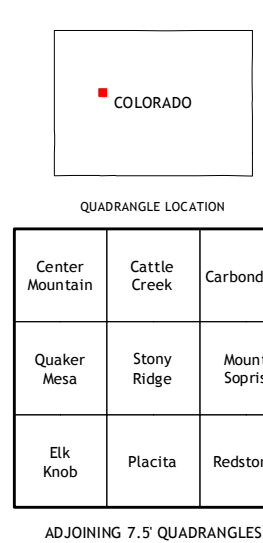 COLORADO
QUADRANGLE LOCATION
Center
Mountain
Cattle
Creek
Quaker
Mesa
Stony
Ridge
Elk
Knob
Placita
ADJOINING 7.5' QUADRANGLES